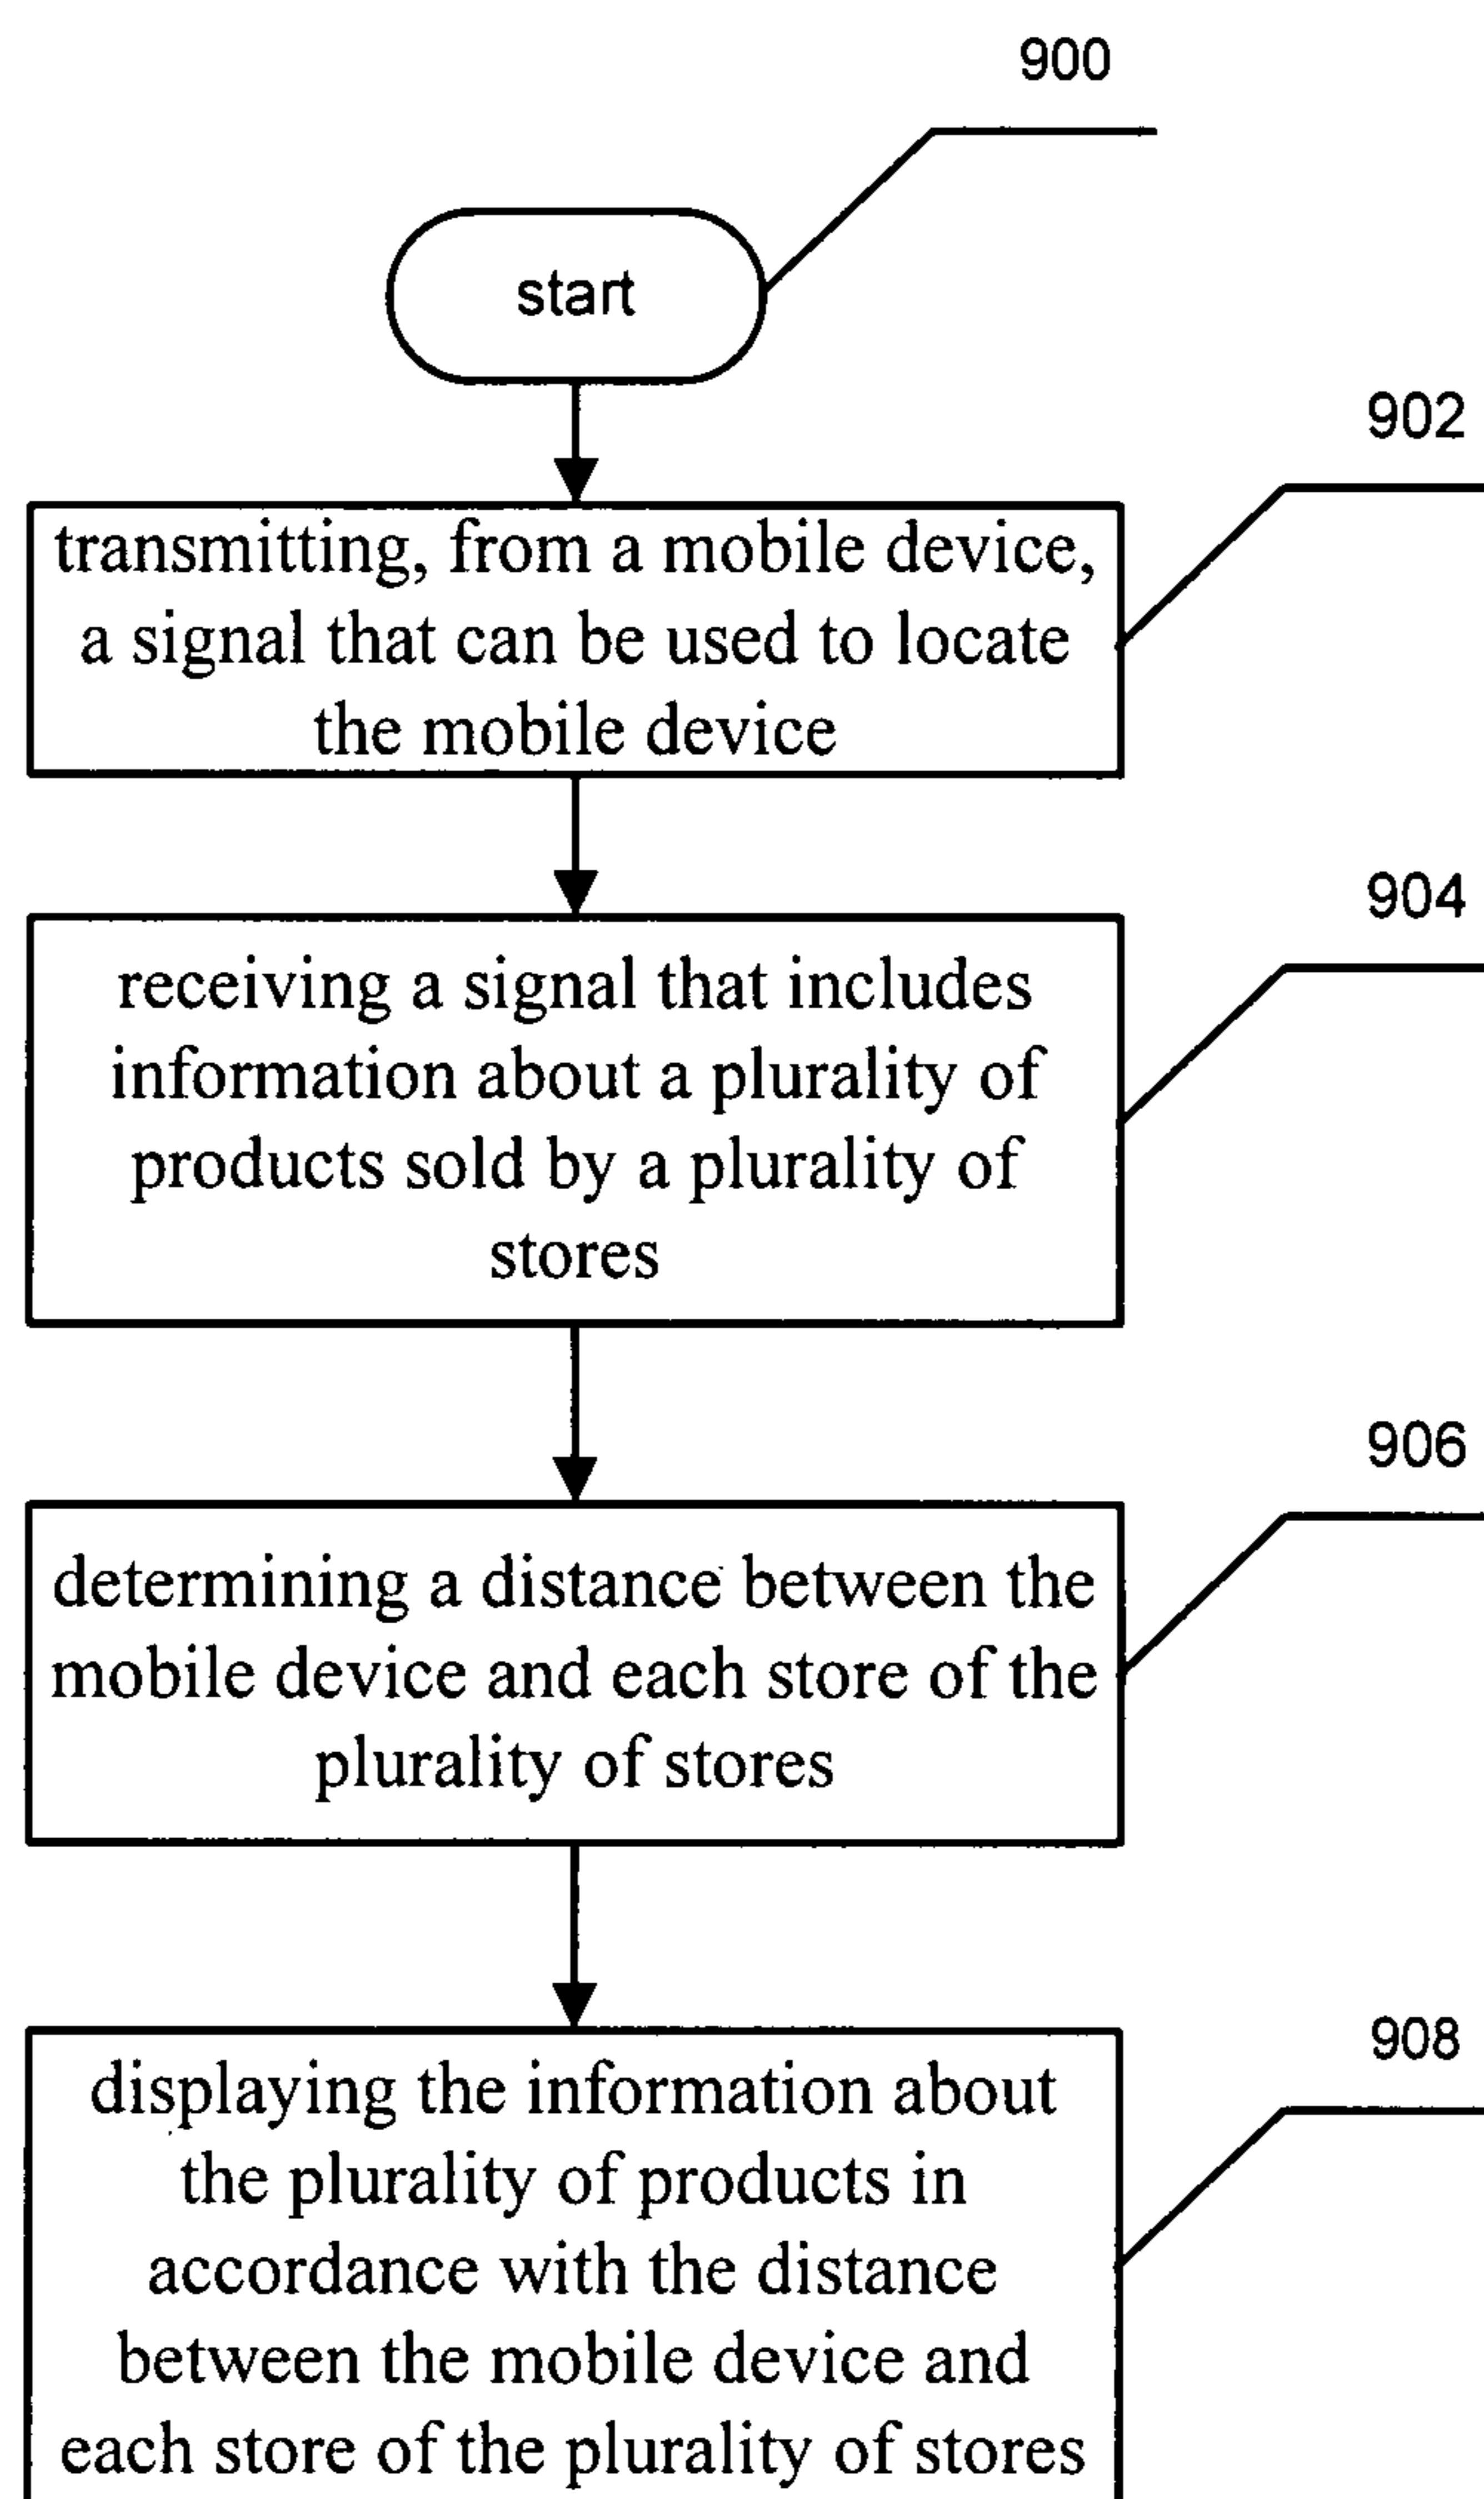 900
start
902
transmitting, from a mobile device,
a signal that can be used to locate
the mobile device
904
receiving a signal that includes
information about a plurality of
products sold by a plurality of
stores
906
determining a distance between the
mobile device and each store of the
plurality of stores
908
displaying the information about
the plurality of products in
accordance with the distance
between the mobile device and
each store of the plurality of stores